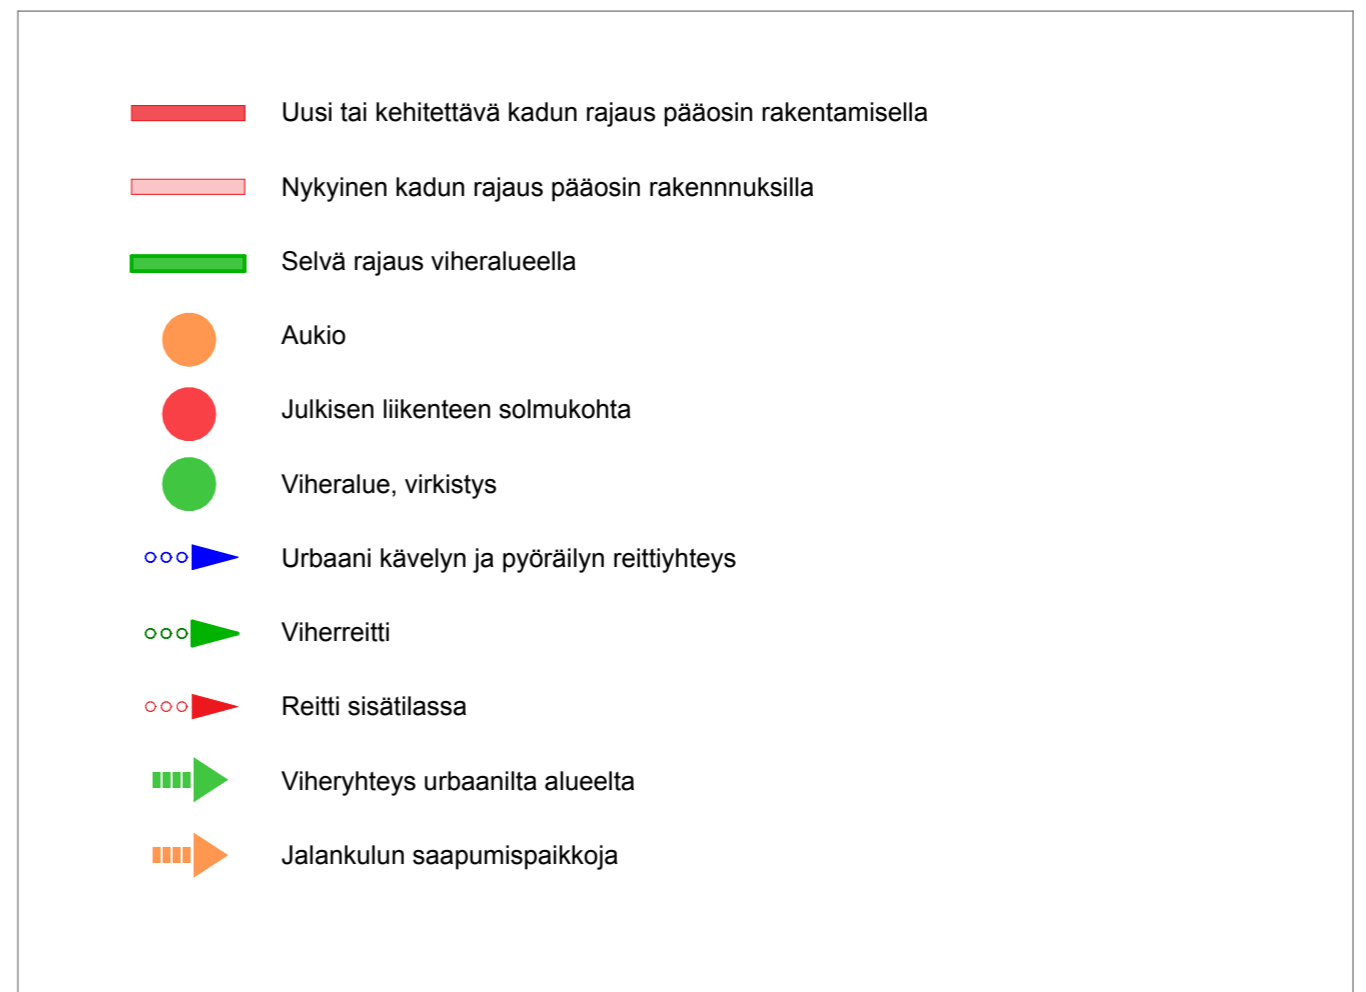 Uusi tai kehitettävä kadun rajaus pääosin rakentamisella
Nykyinen kadun rajaus pääosin rakennnuksilla
Selvä rajaus viheralueella
Aukio
Julkisen liikenteen solmukohta
Viheralue, virkistys
Urbaani kävelyn ja pyöräilyn reittiyhteys
Viherreitti
Reitti sisätilassa
Viheryhteys urbaanilta alueelta
Jalankulun saapumispaikkoja